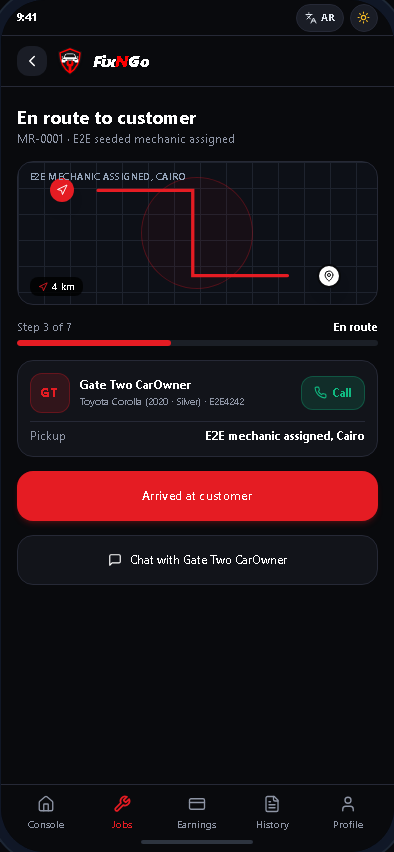 9:41
AR
FixNGo
En route to customer
MR-0001 · E2E seeded mechanic assigned
E2E MECHANIC ASSIGNED, CAIRO
4 km
Step 3 of 7
En route
GT
Gate Two CarOwner
Toyota Corolla (2020 · Silver) · E2E4242
Call
Pickup
E2E mechanic assigned, Cairo
Arrived at customer
Chat with Gate Two CarOwner
Console
Jobs
Earnings
History
Profile